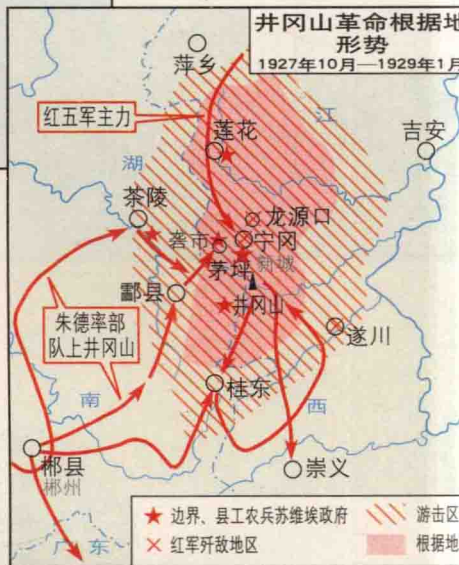 井冈山革命根据地
形势
1927年10月—1929年1月
萍乡
红五军主力
莲花
江
吉安
湖
茶陵
龙源口
砻市
宁冈
茅坪
新城
酃县
井冈山
朱德率部
队上井冈山
遂川
桂东
南
西
郴县
郴州
崇义
广东
边界、县工农兵苏维埃政府
游击区
红军歼敌地区
根据地